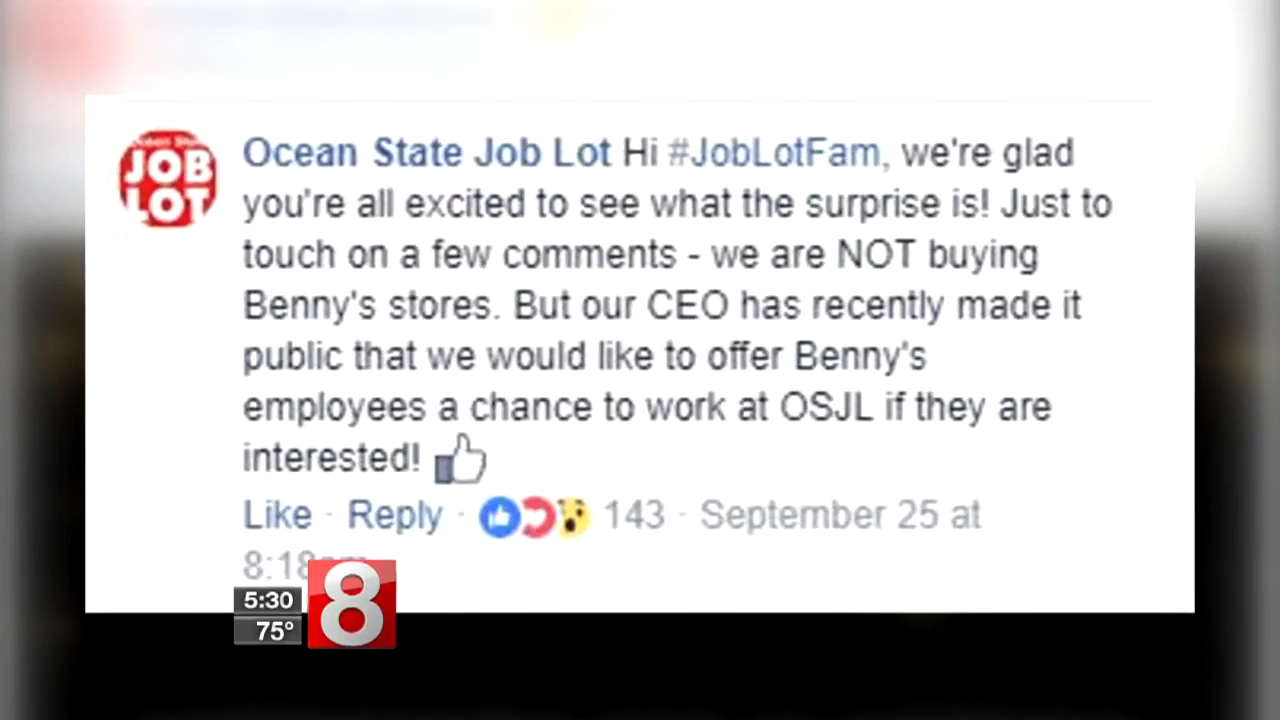 JOB
LOT
Ocean State Job Lot Hi #JobLotFam, we're glad
you're all excited to see what the surprise is! Just to
touch on a few comments - we are NOT buying
Benny's stores. But our CEO has recently made it
public that we would like to offer Benny's
employees a chance to work at OSJL if they are
interested!
Like · Reply · 143 · September 25 at
8:18am
5:30
75°
8